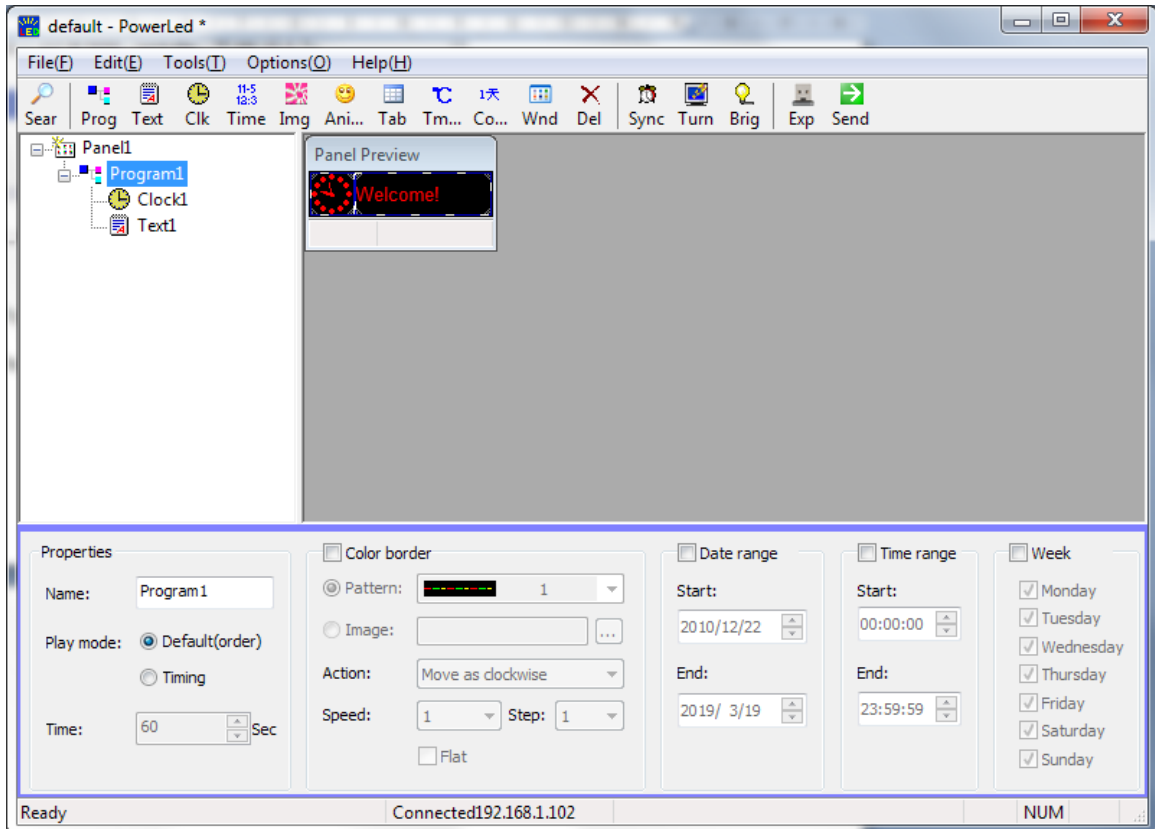 default - PowerLed *
File(F) Edit(E) Tools(T) Options(O) Help(H)
11-5
12:3
1天
Sear Prog Text Clk Time Img Ani... Tab Tm... Co... Wnd Del Sync Turn Brig Exp Send
Panel1
Program1
Clock1
Text1
Panel Preview
Welcome!
Properties
Name: Program1
Play mode: Default(order)
Timing
Time: 60 Sec
Color border
Pattern: 1
Image: ...
Action: Move as clockwise
Speed: 1 Step: 1
Flat
Date range
Start:
2010/12/22
End:
2019/ 3/19
Time range
Start:
00:00:00
End:
23:59:59
Week
Monday
Tuesday
Wednesday
Thursday
Friday
Saturday
Sunday
Ready Connected192.168.1.102 NUM